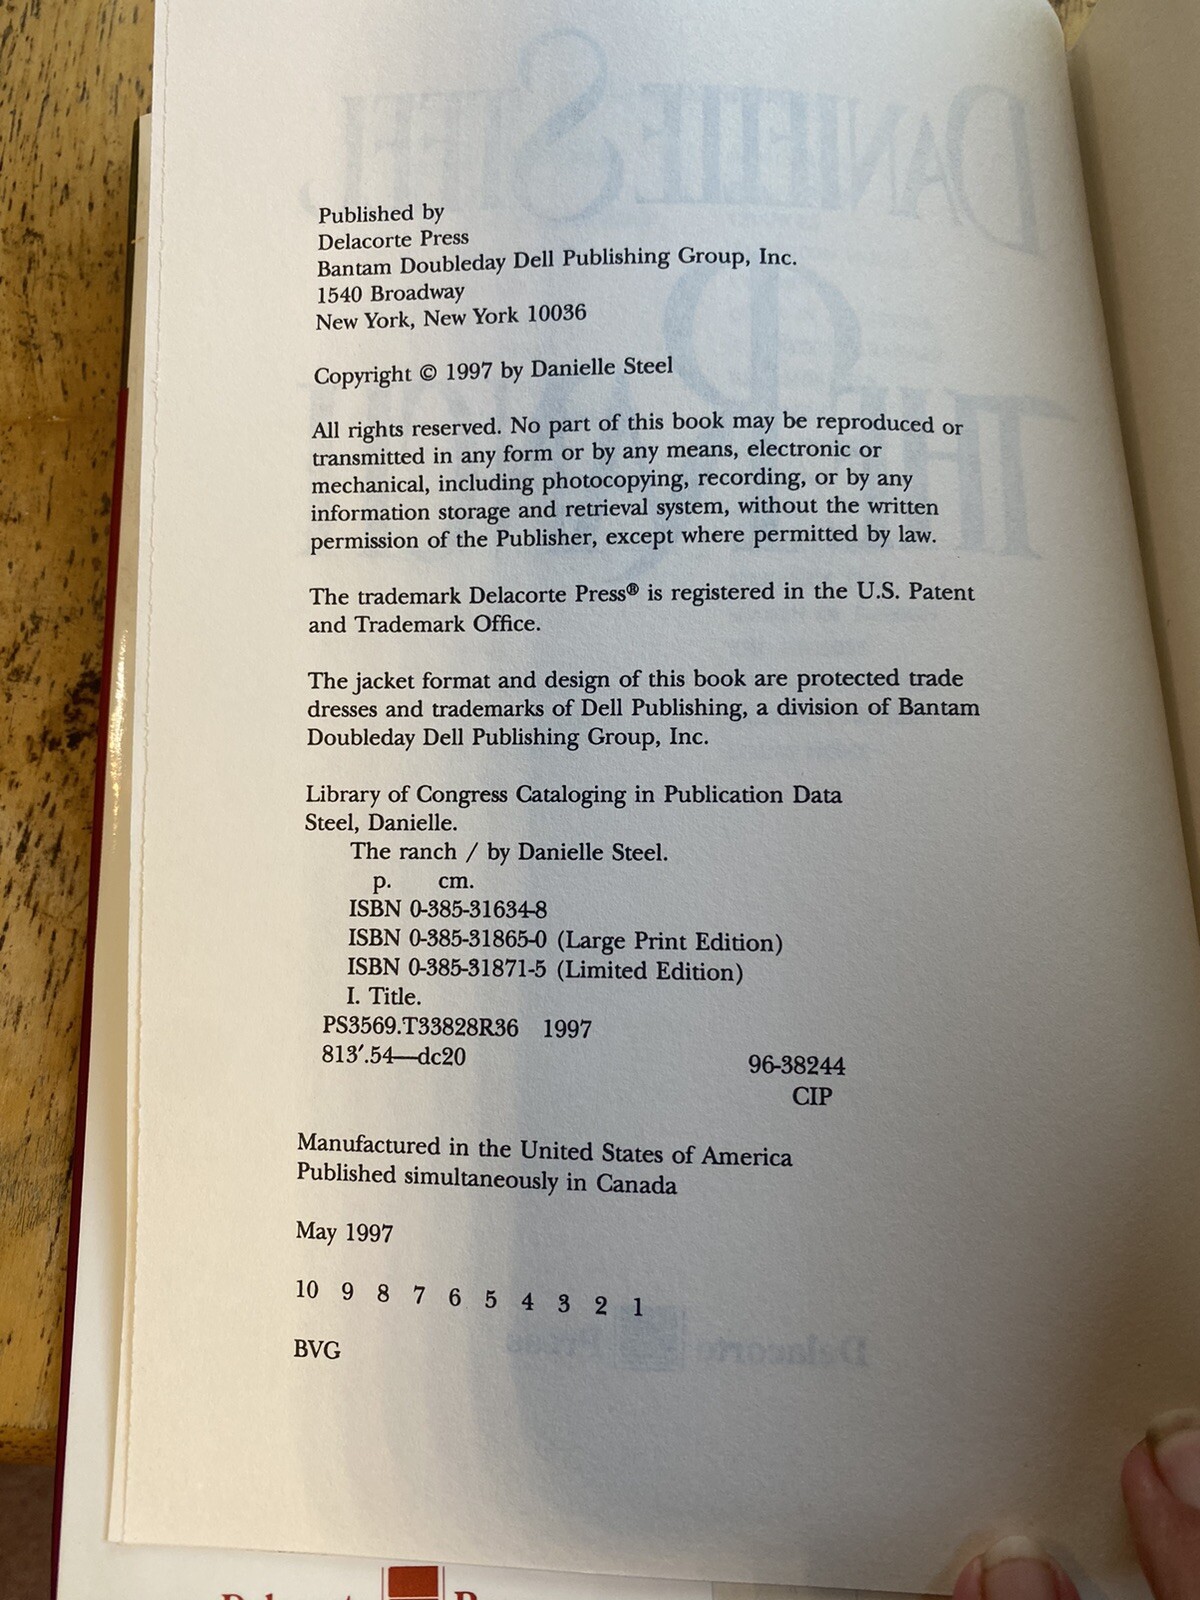 Published by
Delacorte Press
Bantam Doubleday Dell Publishing Group, Inc.
1540 Broadway
New York, New York 10036
Copyright © 1997 by Danielle Steel
All rights reserved. No part of this book may be reproduced or
transmitted in any form or by any means, electronic or
mechanical, including photocopying, recording, or by any
information storage and retrieval system, without the written
permission of the Publisher, except where permitted by law.
The trademark Delacorte Press® is registered in the U.S. Patent
and Trademark Office.
The jacket format and design of this book are protected trade
dresses and trademarks of Dell Publishing, a division of Bantam
Doubleday Dell Publishing Group, Inc.
Library of Congress Cataloging in Publication Data
Steel, Danielle.
The ranch / by Danielle Steel.
p. cm.
ISBN 0-385-31634-8
ISBN 0-385-31865-0 (Large Print Edition)
ISBN 0-385-31871-5 (Limited Edition)
I. Title.
PS3569.T33828R36 1997
813′.54—dc20
96-38244
CIP
Manufactured in the United States of America
Published simultaneously in Canada
May 1997
10 9 8 7 6 5 4 3 2 1
BVG